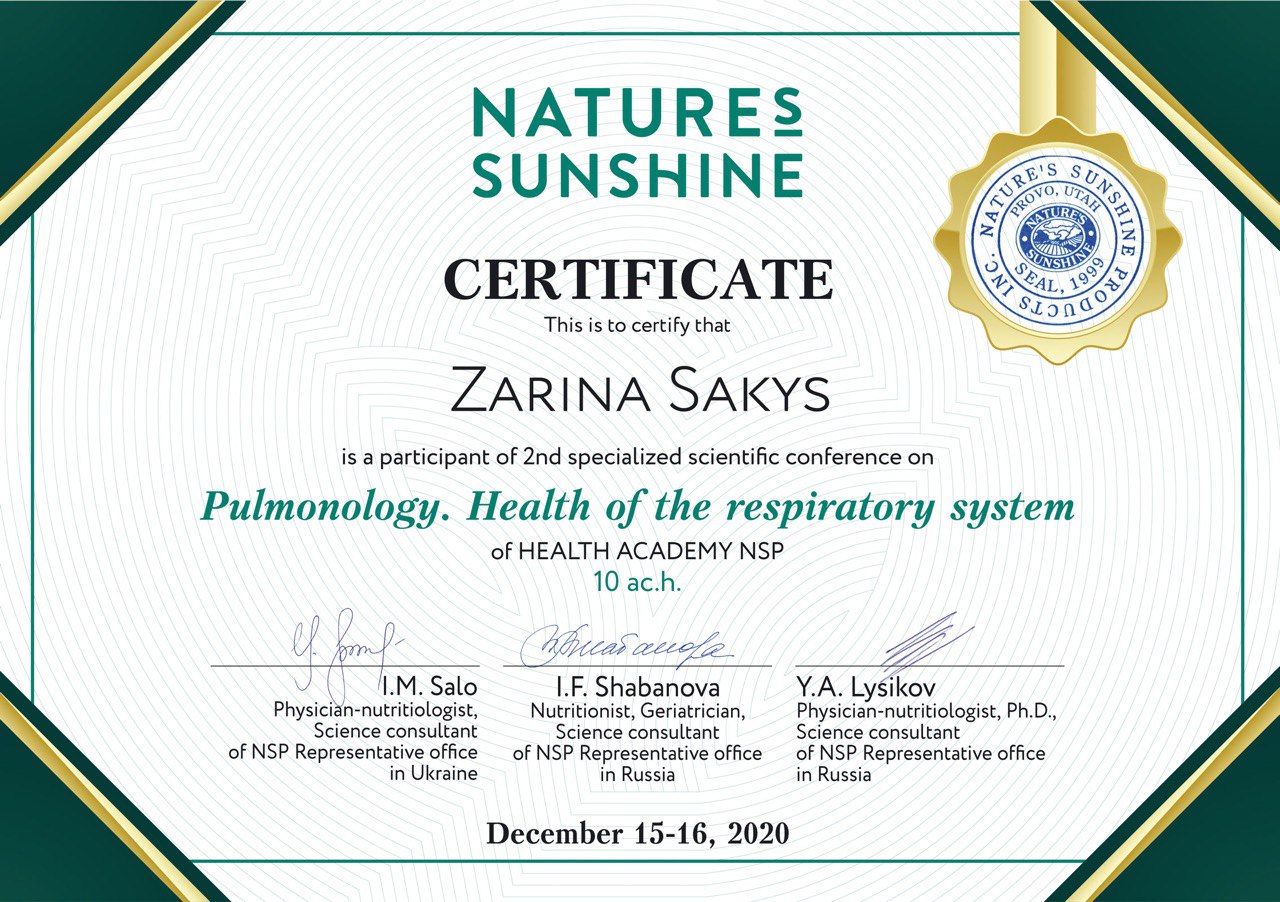 NATURE'S
SUNSHINE
NATURE'S SUNSHINE PRODUCTS INC.
PROVO, UTAH
NATURE'S
SUNSHINE
SEAL, 1999
CERTIFICATE
This is to certify that
ZARINA SAKYS
is a participant of 2nd specialized scientific conference on
Pulmonology. Health of the respiratory system
of HEALTH ACADEMY NSP
10 ac.h.
I.M. Salo
Physician-nutritiologist,
Science consultant
of NSP Representative office
in Ukraine
I.F. Shabanova
Nutritionist, Geriatrician,
Science consultant
of NSP Representative office
in Russia
Y.A. Lysikov
Physician-nutritiologist, Ph.D.,
Science consultant
of NSP Representative office
in Russia
December 15-16, 2020